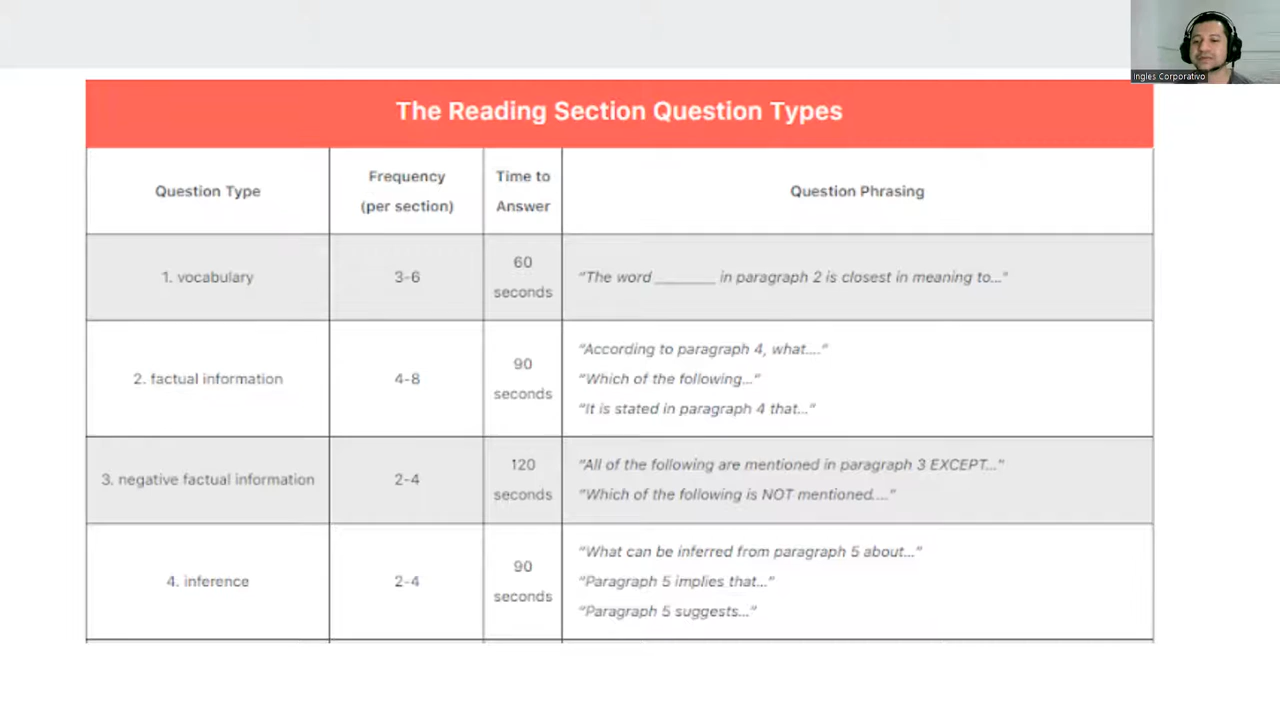 Ingles Corporativo
The Reading Section Question Types
Question Type
Frequency
(per section)
Time to
Answer
Question Phrasing
1. vocabulary
3-6
60
seconds
"The word ________ in paragraph 2 is closest in meaning to..."
2. factual information
4-8
90
seconds
"According to paragraph 4, what...."
"Which of the following..."
"It is stated in paragraph 4 that..."
3. negative factual information
2-4
120
seconds
"All of the following are mentioned in paragraph 3 EXCEPT..."
"Which of the following is NOT mentioned...."
4. inference
2-4
90
seconds
"What can be inferred from paragraph 5 about..."
"Paragraph 5 implies that..."
"Paragraph 5 suggests..."